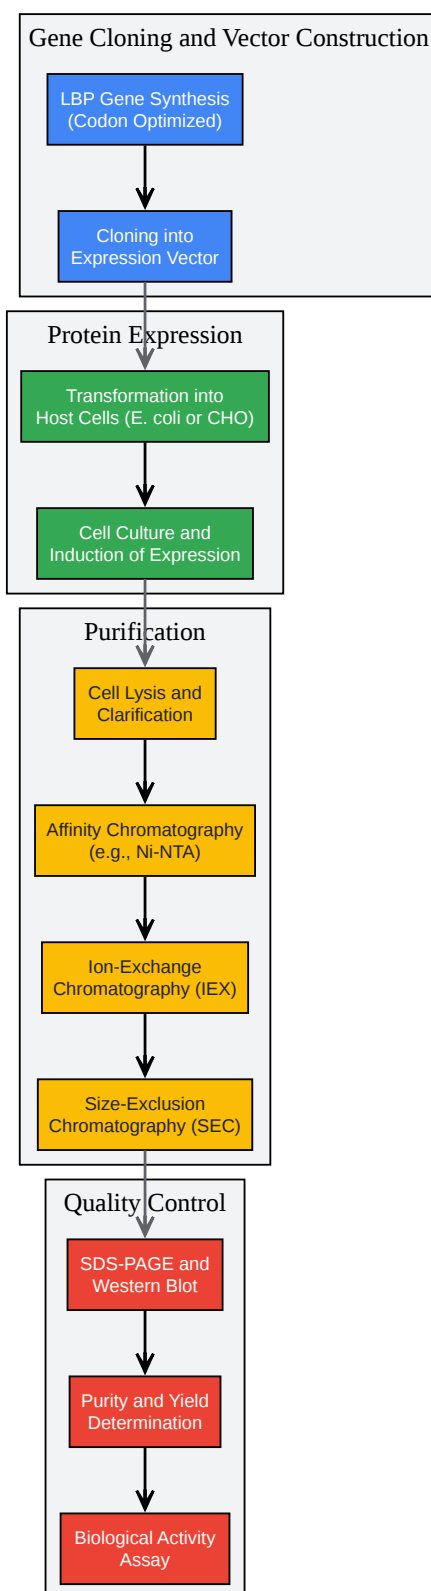 Gene Cloning and Vector Construction
LBP Gene Synthesis
(Codon Optimized)
Cloning into
Expression Vector
Protein Expression
Transformation into
Host Cells (E. coli or CHO)
Cell Culture and
Induction of Expression
Purification
Cell Lysis and
Clarification
Affinity Chromatography
(e.g., Ni-NTA)
Ion-Exchange
Chromatography (IEX)
Size-Exclusion
Chromatography (SEC)
Quality Control
SDS-PAGE and
Western Blot
Purity and Yield
Determination
Biological Activity
Assay